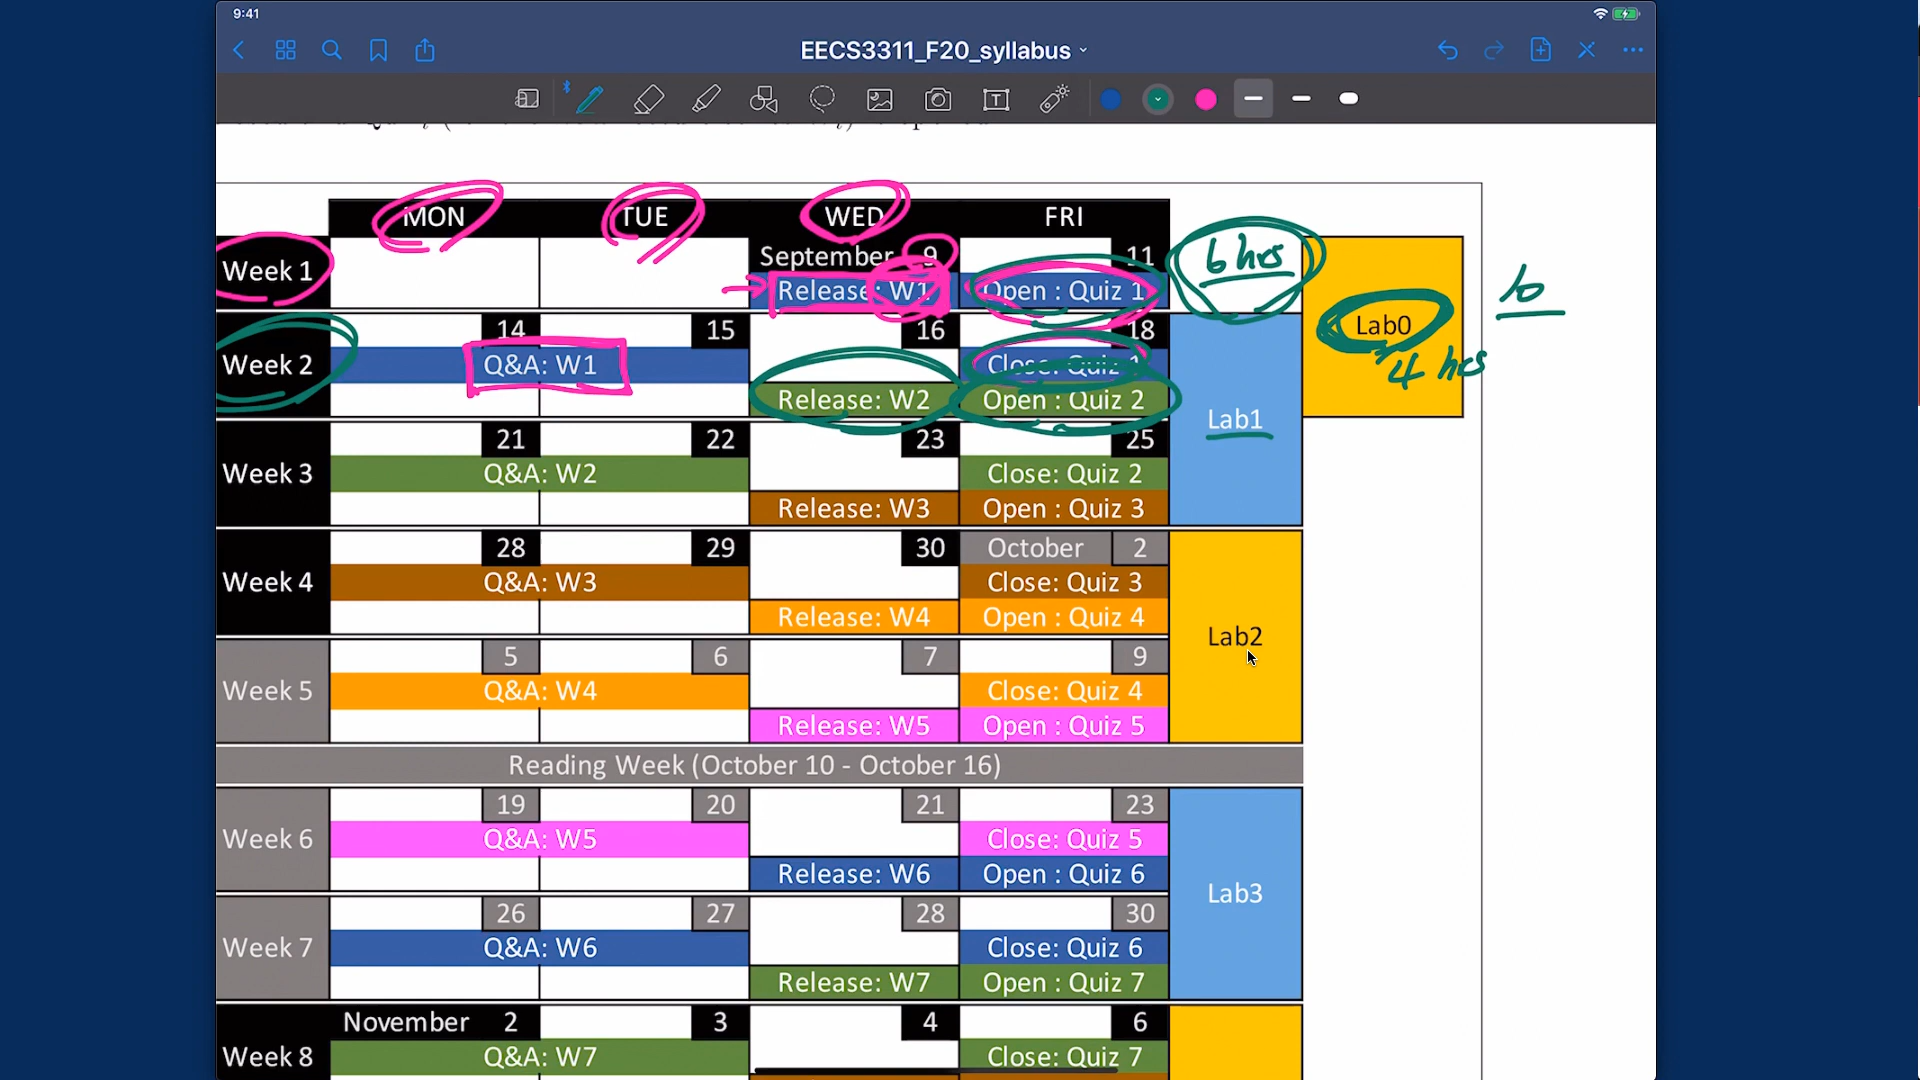 9:41
EECS3311_F20_syllabus
MON TUE WED FRI
Week 1 September 9 11
Release: W1 Open : Quiz 1
6 hrs
Lab0
4 hrs
Week 2 14 15 16 18
Q&A: W1 Close: Quiz 1
Release: W2 Open : Quiz 2
Lab1
Week 3 21 22 23 25
Q&A: W2 Close: Quiz 2
Release: W3 Open : Quiz 3
Week 4 28 29 30 October 2
Q&A: W3 Close: Quiz 3
Release: W4 Open : Quiz 4
Lab2
Week 5 5 6 7 9
Q&A: W4 Close: Quiz 4
Release: W5 Open : Quiz 5
Reading Week (October 10 - October 16)
Week 6 19 20 21 23
Q&A: W5 Close: Quiz 5
Release: W6 Open : Quiz 6
Lab3
Week 7 26 27 28 30
Q&A: W6 Close: Quiz 6
Release: W7 Open : Quiz 7
Week 8 November 2 3 4 6
Q&A: W7 Close: Quiz 7